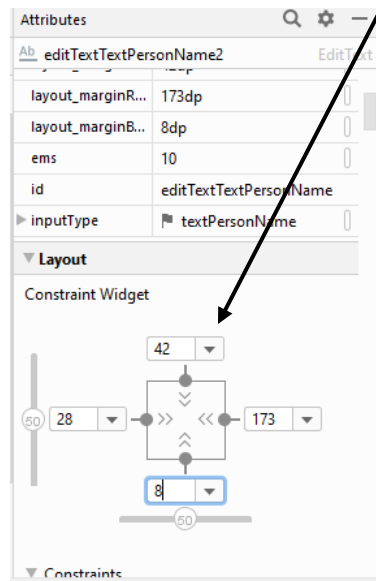 Attributes
Ab editTextTextPersonName2 EditText
layout_marginR... 173dp
layout_marginB... 8dp
ems 10
id editTextTextPersonName
inputType textPersonName
Layout
Constraint Widget
42
50 28 173
8
50
Constraints